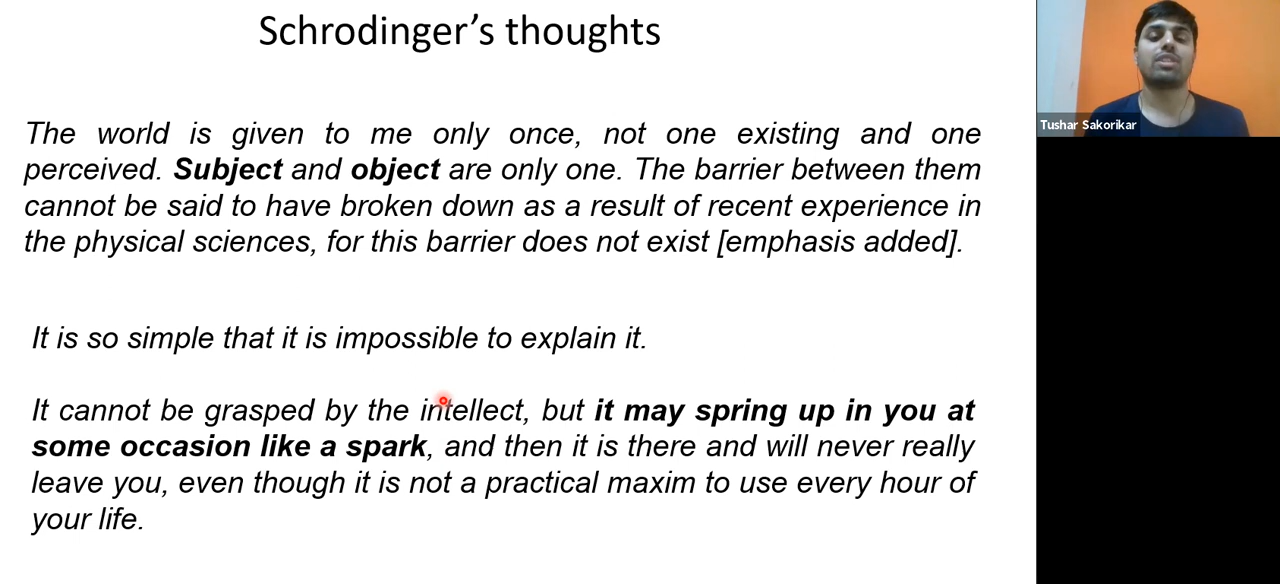 Schrodinger's thoughts
The world is given to me only once, not one existing and one
perceived. Subject and object are only one. The barrier between them
cannot be said to have broken down as a result of recent experience in
the physical sciences, for this barrier does not exist [emphasis added].
It is so simple that it is impossible to explain it.
It cannot be grasped by the intellect, but it may spring up in you at
some occasion like a spark, and then it is there and will never really
leave you, even though it is not a practical maxim to use every hour of
your life.
Tushar Sakorikar